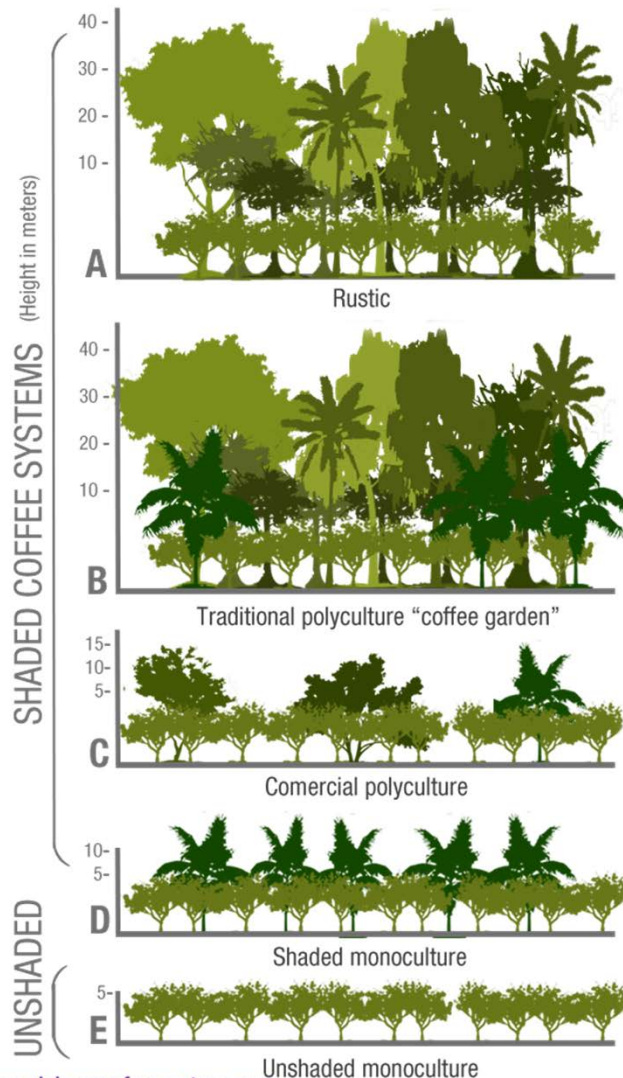 SHADED COFFEE SYSTEMS (Height in meters)
40-
30-
20-
10-
A
Rustic
40-
30-
20-
10-
B
Traditional polyculture “coffee garden”
15-
10-
5-
C
Comercial polyculture
10-
5-
D
Shaded monoculture
UNSHADED
5-
E
Unshaded monoculture